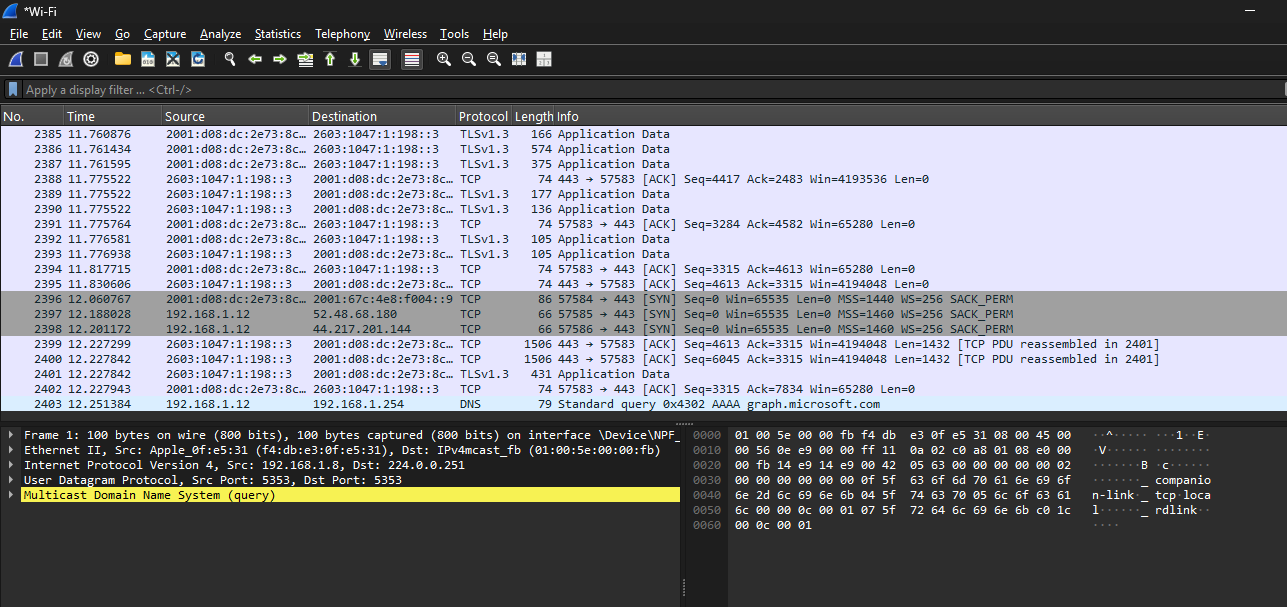 *Wi-Fi
File Edit View Go Capture Analyze Statistics Telephony Wireless Tools Help
Apply a display filter ... <Ctrl-/>
No. Time Source Destination Protocol Length Info
2385 11.760876 2001:d08:dc:2e73:8c… 2603:1047:1:198::3 TLSv1.3 166 Application Data
2386 11.761434 2001:d08:dc:2e73:8c… 2603:1047:1:198::3 TLSv1.3 574 Application Data
2387 11.761595 2001:d08:dc:2e73:8c… 2603:1047:1:198::3 TLSv1.3 375 Application Data
2388 11.775522 2603:1047:1:198::3 2001:d08:dc:2e73:8c… TCP 74 443 → 57583 [ACK] Seq=4417 Ack=2483 Win=4193536 Len=0
2389 11.775522 2603:1047:1:198::3 2001:d08:dc:2e73:8c… TLSv1.3 177 Application Data
2390 11.775522 2603:1047:1:198::3 2001:d08:dc:2e73:8c… TLSv1.3 136 Application Data
2391 11.775764 2001:d08:dc:2e73:8c… 2603:1047:1:198::3 TCP 74 57583 → 443 [ACK] Seq=3284 Ack=4582 Win=65280 Len=0
2392 11.776581 2001:d08:dc:2e73:8c… 2603:1047:1:198::3 TLSv1.3 105 Application Data
2393 11.776938 2603:1047:1:198::3 2001:d08:dc:2e73:8c… TLSv1.3 105 Application Data
2394 11.817715 2001:d08:dc:2e73:8c… 2603:1047:1:198::3 TCP 74 57583 → 443 [ACK] Seq=3315 Ack=4613 Win=65280 Len=0
2395 11.830606 2603:1047:1:198::3 2001:d08:dc:2e73:8c… TCP 74 443 → 57583 [ACK] Seq=4613 Ack=3315 Win=4194048 Len=0
2396 12.060767 2001:d08:dc:2e73:8c… 2001:67c:4e8:f004::9 TCP 86 57584 → 443 [SYN] Seq=0 Win=65535 Len=0 MSS=1440 WS=256 SACK_PERM
2397 12.188028 192.168.1.12 52.48.68.180 TCP 66 57585 → 443 [SYN] Seq=0 Win=65535 Len=0 MSS=1460 WS=256 SACK_PERM
2398 12.201172 192.168.1.12 44.217.201.144 TCP 66 57586 → 443 [SYN] Seq=0 Win=65535 Len=0 MSS=1460 WS=256 SACK_PERM
2399 12.227299 2603:1047:1:198::3 2001:d08:dc:2e73:8c… TCP 1506 443 → 57583 [ACK] Seq=4613 Ack=3315 Win=4194048 Len=1432 [TCP PDU reassembled in 2401]
2400 12.227842 2603:1047:1:198::3 2001:d08:dc:2e73:8c… TCP 1506 443 → 57583 [ACK] Seq=6045 Ack=3315 Win=4194048 Len=1432 [TCP PDU reassembled in 2401]
2401 12.227842 2603:1047:1:198::3 2001:d08:dc:2e73:8c… TLSv1.3 431 Application Data
2402 12.227943 2001:d08:dc:2e73:8c… 2603:1047:1:198::3 TCP 74 57583 → 443 [ACK] Seq=3315 Ack=7834 Win=65280 Len=0
2403 12.251384 192.168.1.12 192.168.1.254 DNS 79 Standard query 0x4302 AAAA graph.microsoft.com
Frame 1: 100 bytes on wire (800 bits), 100 bytes captured (800 bits) on interface \Device\NPF_
Ethernet II, Src: Apple_0f:e5:31 (f4:db:e3:0f:e5:31), Dst: IPv4mcast_fb (01:00:5e:00:00:fb)
Internet Protocol Version 4, Src: 192.168.1.8, Dst: 224.0.0.251
User Datagram Protocol, Src Port: 5353, Dst Port: 5353
Multicast Domain Name System (query)
0000 01 00 5e 00 00 fb f4 db e3 0f e5 31 08 00 45 00 ··^····· ···1··E·
0010 00 56 0e e9 00 00 ff 11 0a 02 c0 a8 01 08 e0 00 ·V······ ········
0020 00 fb 14 e9 14 e9 00 42 05 63 00 00 00 00 00 02 ·······B ·c······
0030 00 00 00 00 00 00 0f 5f 63 6f 6d 70 61 6e 69 6f ·······_ companio
0040 6e 2d 6c 69 6e 6b 04 5f 74 63 70 05 6c 6f 63 61 n-link·_ tcp·loca
0050 6c 00 00 0c 00 01 07 5f 72 64 6c 69 6e 6b c0 1c l······_ rdlink··
0060 00 0c 00 01 ····